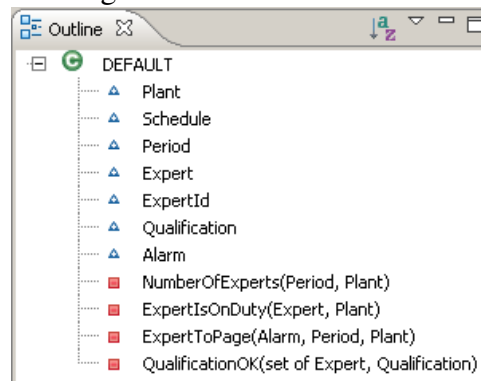 Outline
DEFAULT
Plant
Schedule
Period
Expert
ExpertId
Qualification
Alarm
NumberOfExperts(Period, Plant)
ExpertIsOnDuty(Expert, Plant)
ExpertToPage(Alarm, Period, Plant)
QualificationOK(set of Expert, Qualification)